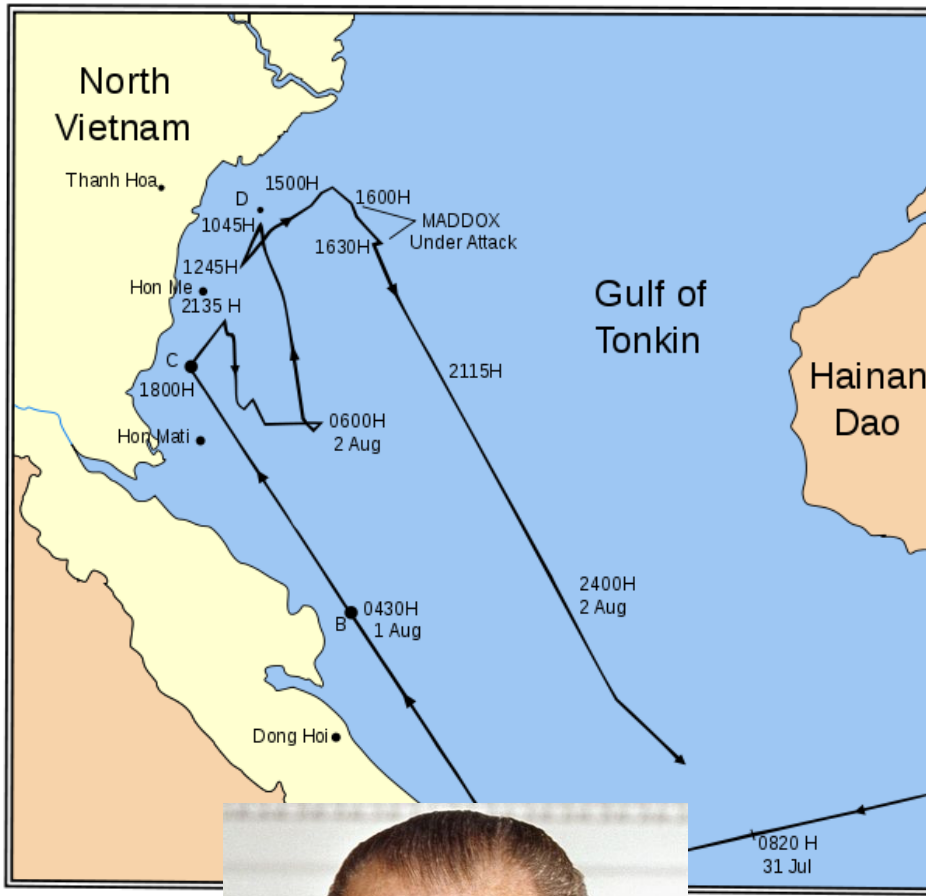 North
Vietnam
Thanh Hoa
D
1500H
1600H
1045H
MADDOX
Under Attack
1630H
1245H
Hon Me
2135 H
Gulf of
Tonkin
C
1800H
2115H
Hainan
Dao
0600H
2 Aug
Hon Mati
2400H
2 Aug
0430H
1 Aug
B
Dong Hoi
0820 H
31 Jul